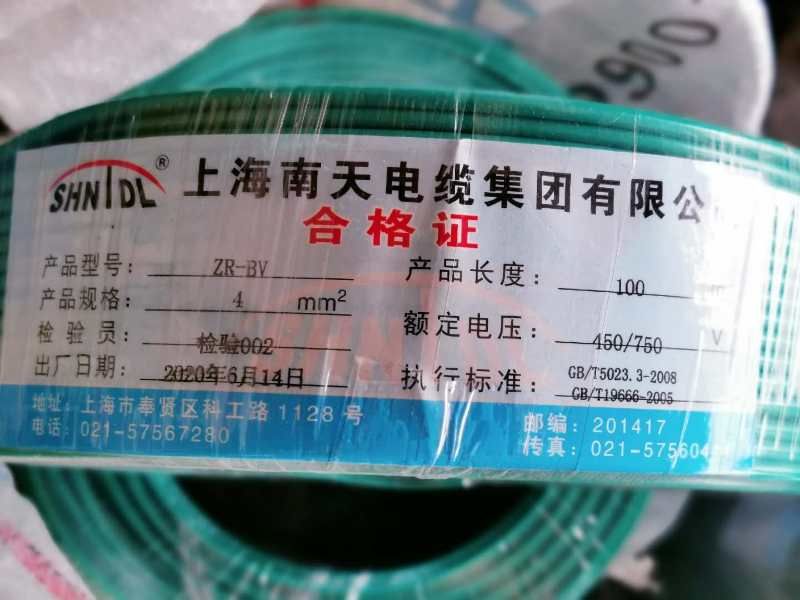 2900
SHNTDL® 上海南天电缆集团有限公
合格证
产品型号: ZR-BV
产品长度: 100
产品规格: 4 mm²
额定电压: 450/750 V
检验员: 检验002
执行标准: GB/T5023.3-2008
GB/T19666-2005
出厂日期: 2020年6月14日
地址: 上海市奉贤区科工路1128号
邮编: 201417
电话: 021-57567280
传真: 021-57560